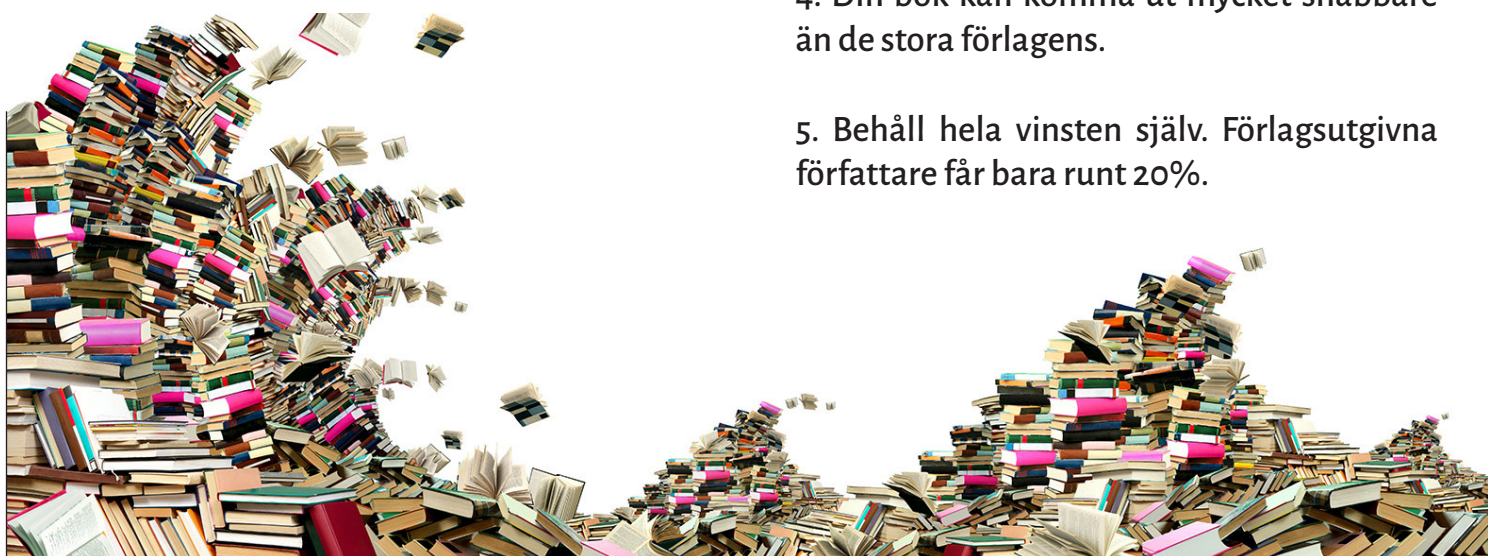 4. Din bok kan komma ut mycket snabbare
än de stora förlagens.
5. Behåll hela vinsten själv. Förlagsutgivna
författare får bara runt 20%.